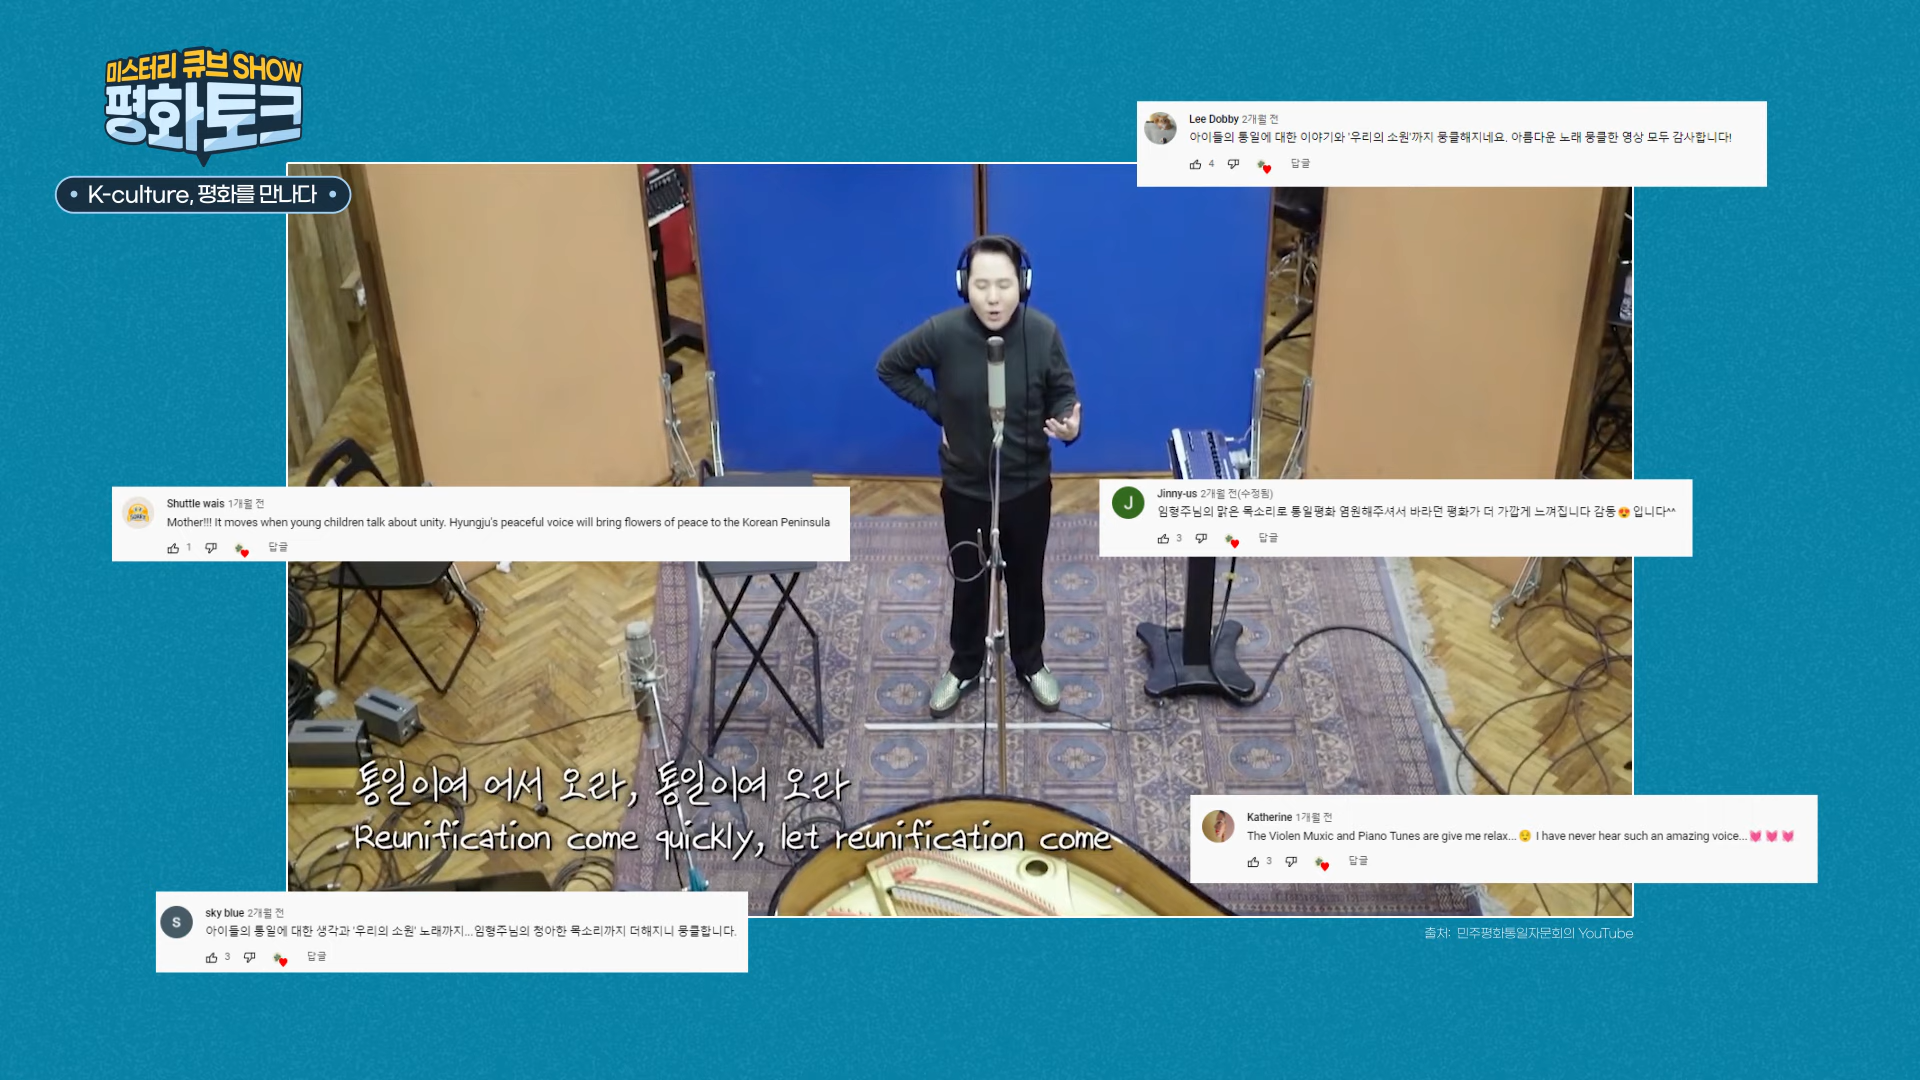 미스터리 큐브 SHOW
평화토크
K-culture, 평화를 만나다
Lee Dobby 2개월 전
아이들의 통일에 대한 이야기와 '우리의 소원'까지 뭉클해지네요. 아름다운 노래 뭉클한 영상 모두 감사합니다!
4 답글
Shuttle wais 1개월 전
Mother!!! It moves when young children talk about unity. Hyungju's peaceful voice will bring flowers of peace to the Korean Peninsula
1 답글
J
Jinny-us 2개월 전(수정됨)
임형주님의 맑은 목소리로 통일평화 염원해주셔서 바라던 평화가 더 가깝게 느껴집니다 감동😍입니다^^
3 답글
통일이여 어서 오라, 통일이여 오라
Reunification come quickly, let reunification come
Katherine 1개월 전
The Violen Muxic and Piano Tunes are give me relax...😌 I have never hear such an amazing voice...💓💓💓
3 답글
S
sky blue 2개월 전
아이들의 통일에 대한 생각과 '우리의 소원' 노래까지...임형주님의 청아한 목소리까지 더해지니 뭉클합니다.
3 답글
출처: 민주평화통일자문회의 YouTube